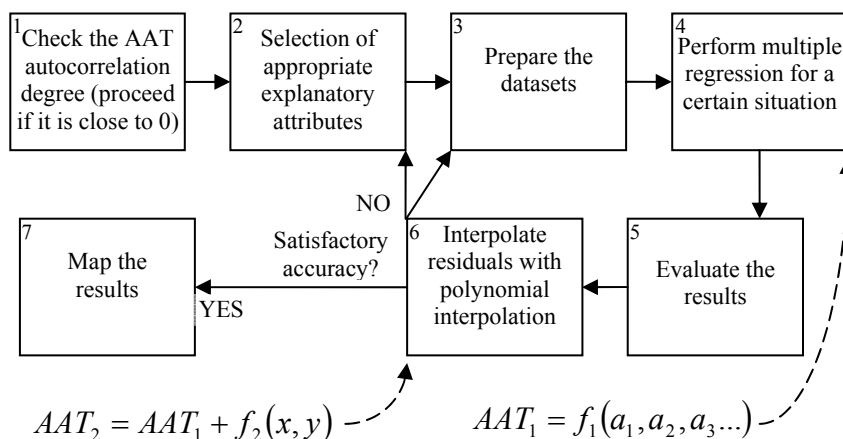 1
Check the AAT
autocorrelation
degree (proceed
if it is close to 0)
2
Selection of
appropriate
explanatory
attributes
3
Prepare the
datasets
4
Perform multiple
regression for a
certain situation
NO
7
Map the
results
Satisfactory
accuracy?
YES
6
Interpolate
residuals with
polynomial
interpolation
5
Evaluate the
results
AAT₂ = AAT₁ + f₂(x, y)
AAT₁ = f₁(a₁, a₂, a₃...)